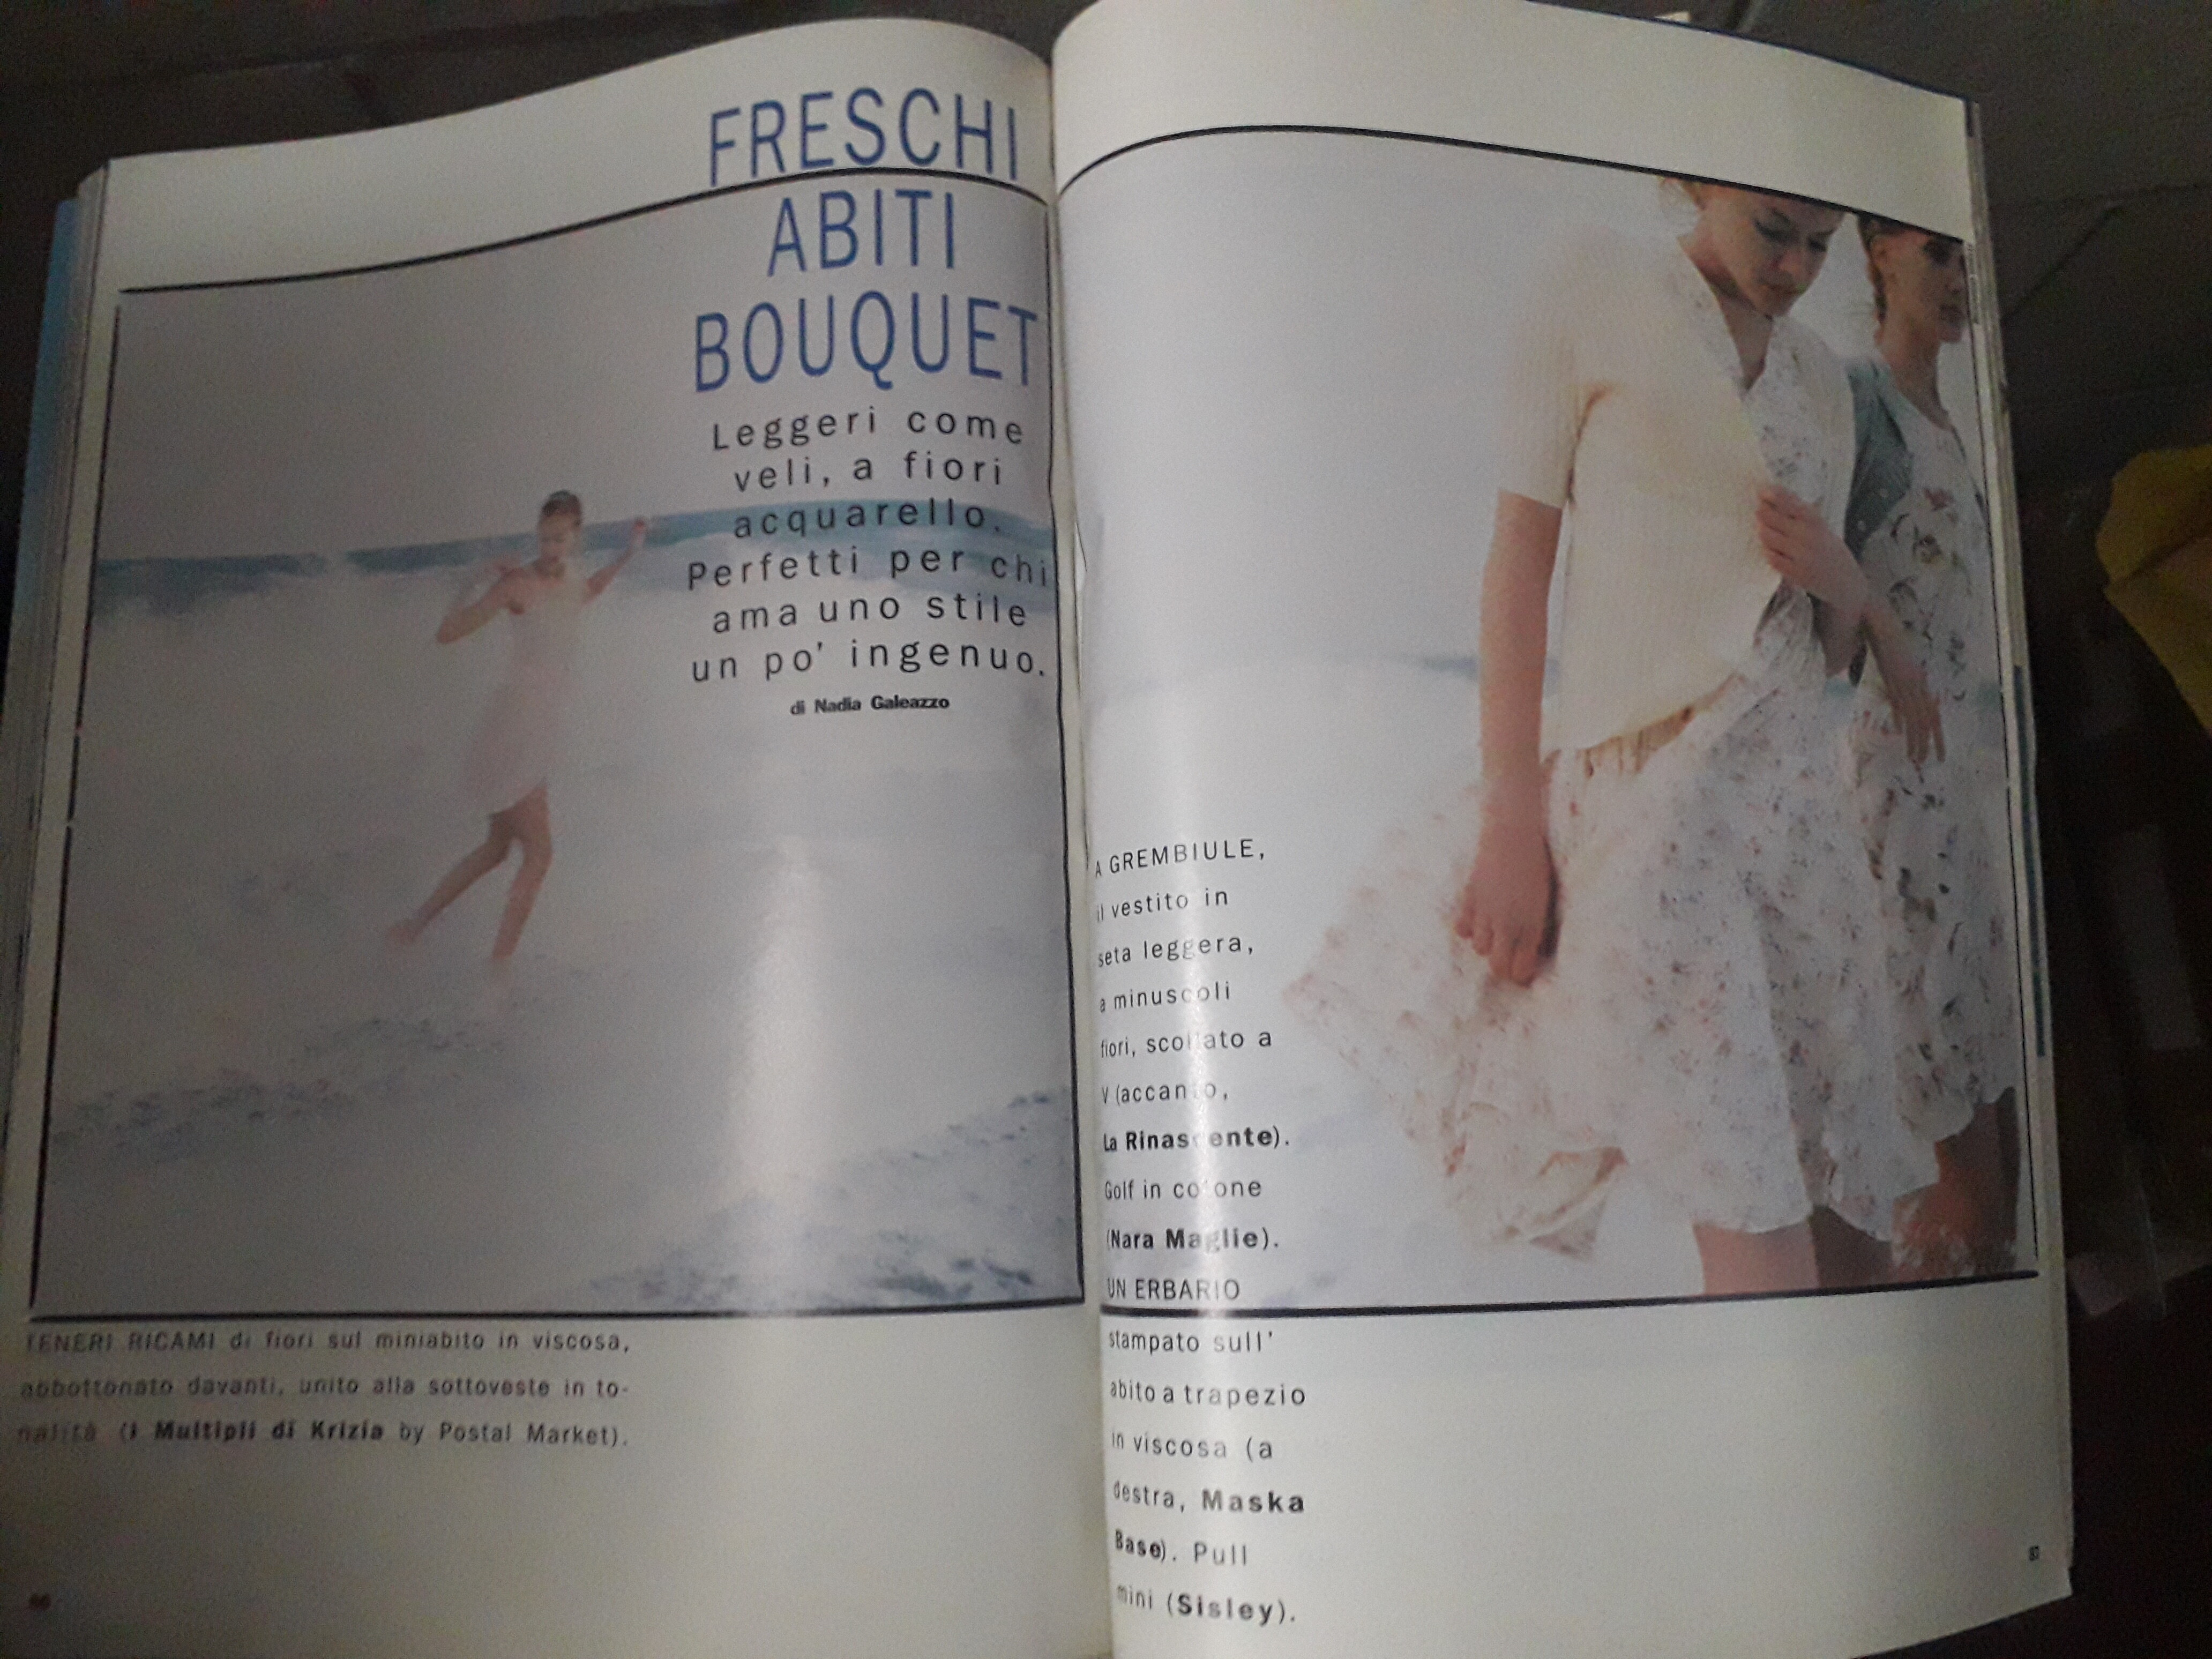 FRESCHI
ABITI
BOUQUET
Leggeri come
veli, a fiori
acquarello.
Perfetti per chi
ama uno stile
un po' ingenuo.
di Nadia Galeazzo
TENERI RICAMI di fiori sul miniabito in viscosa,
abbottonato davanti, unito alla sottoveste in to-
nalità (i Multipli di Krizia by Postal Market).
A GREMBIULE,
il vestito in
seta leggera,
a minuscoli
fiori, scollato a
V (accanto,
La Rinascente).
Golf in cotone
(Nara Maglie).
UN ERBARIO
stampato sull'
abito a trapezio
in viscosa (a
destra, Maska
Base). Pull
mini (Sisley).